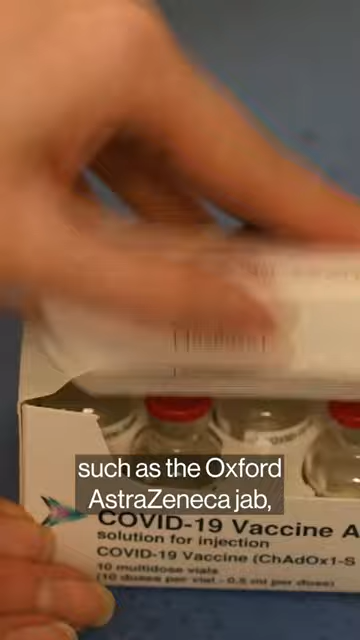 such as the Oxford
AstraZeneca jab,
COVID-19 Vaccine A
solution for injection
COVID-19 Vaccine (ChAdOx1-S
10 multidose vials
(10 doses per vial - 0.5 ml per dose)